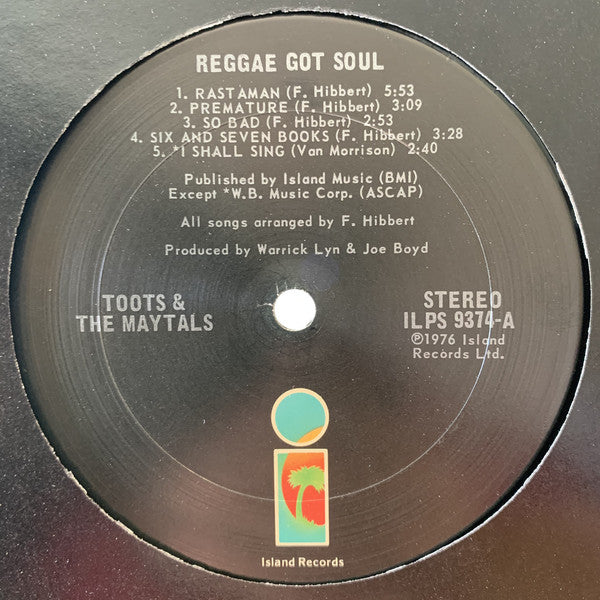 REGGAE GOT SOUL
1. RASTAMAN (F. Hibbert) 5:53
2. PREMATURE (F. Hibbert) 3:09
3. SO BAD (F. Hibbert) 2:53
4. SIX AND SEVEN BOOKS (F. Hibbert) 3:28
5. *I SHALL SING (Van Morrison) 2:40
Published by Island Music (BMI)
Except *W.B. Music Corp. (ASCAP)
All songs arranged by F. Hibbert
Produced by Warrick Lyn & Joe Boyd
TOOTS &
THE MAYTALS
STEREO
ILPS 9374-A
℗1976 Island
Records Ltd.
Island Records